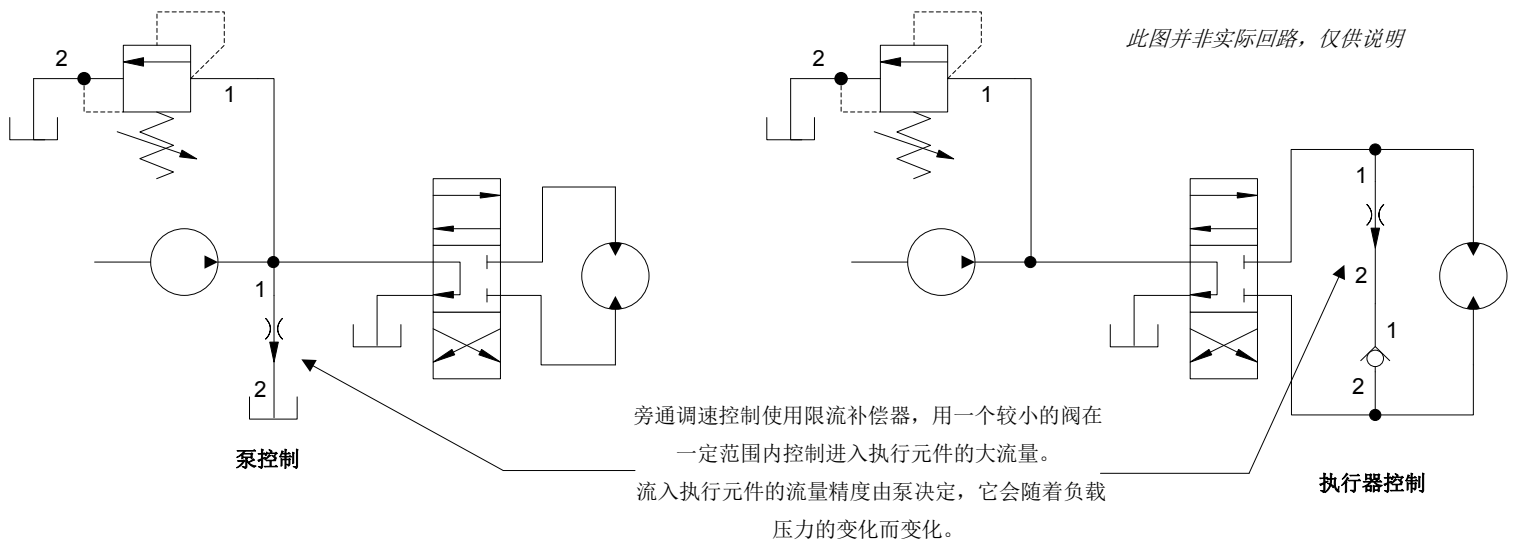 此图并非实际回路，仅供说明
2
1
2
1
1
2
1
2
1
2
旁通调速控制使用限流补偿器，用一个较小的阀在
一定范围内控制进入执行元件的大流量。
流入执行元件的流量精度由泵决定，它会随着负载
压力的变化而变化。
泵控制
执行器控制